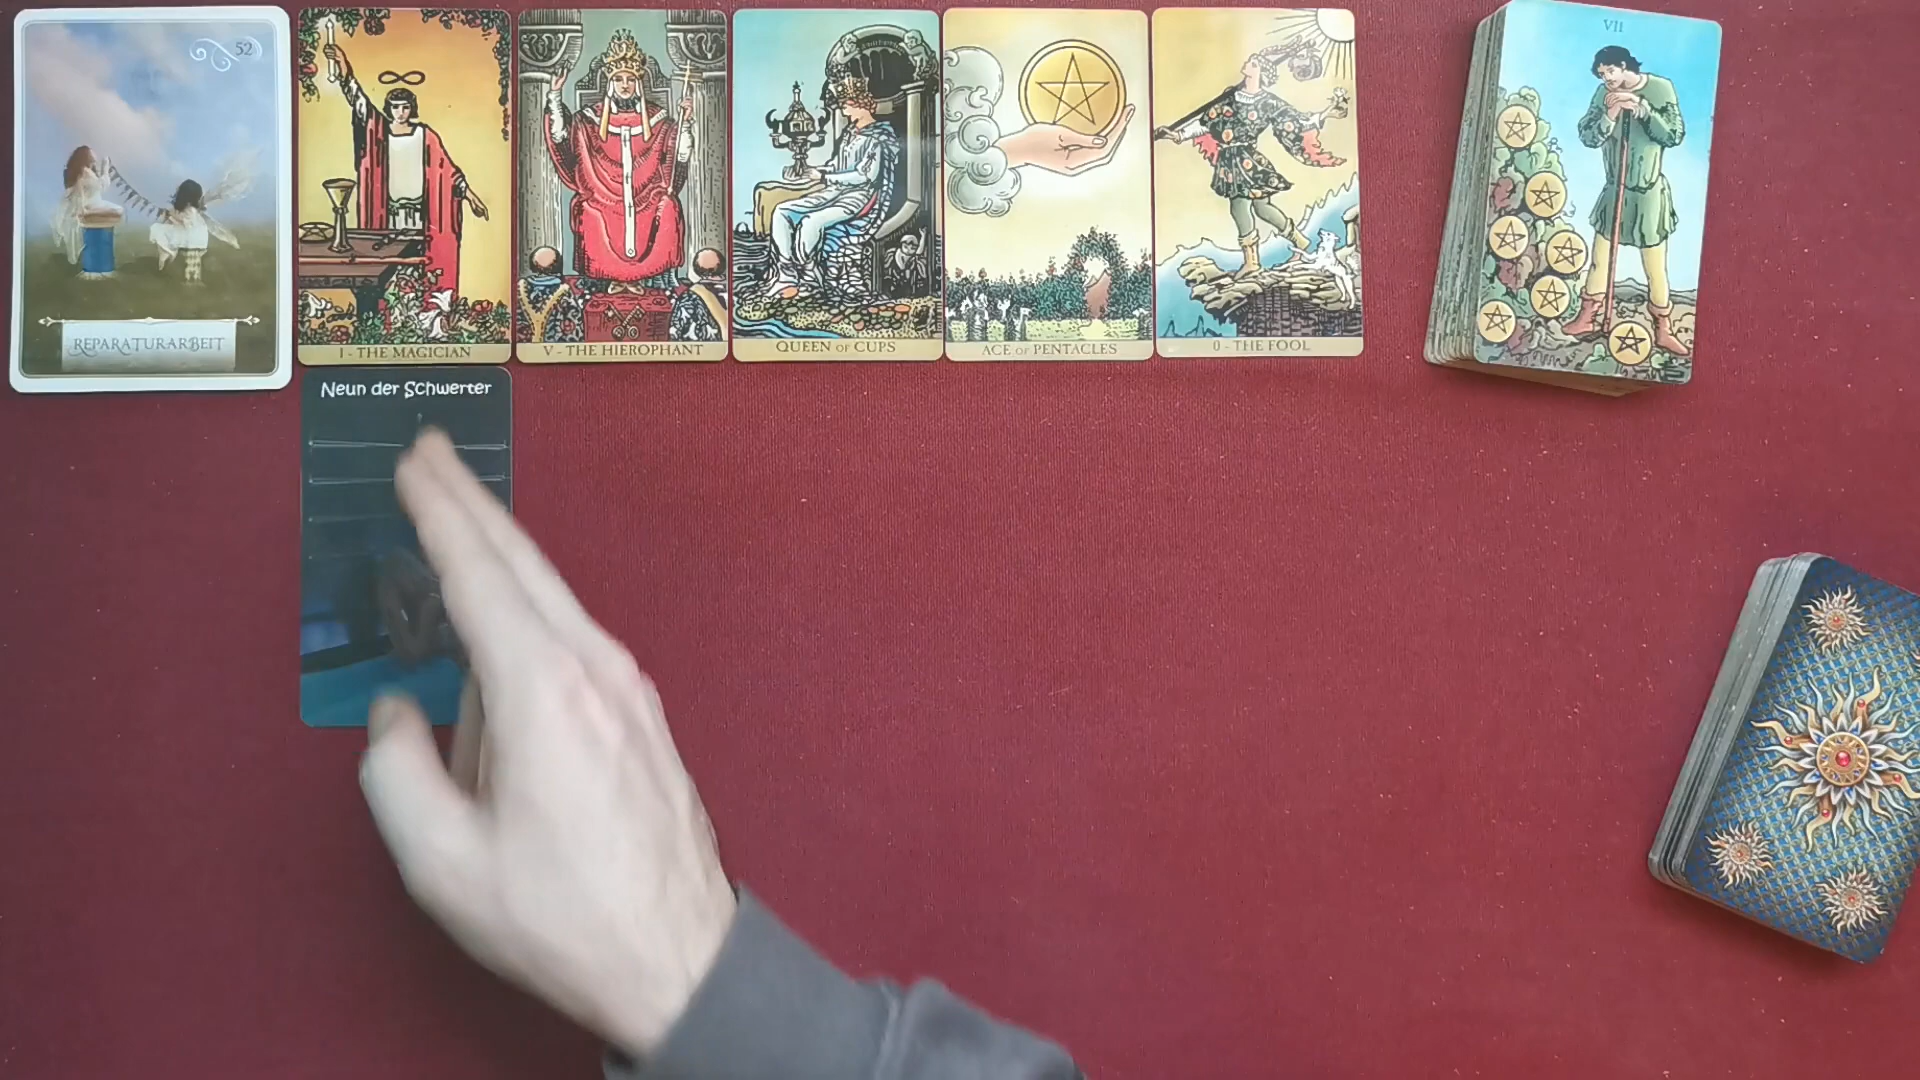 52
REPARATURARBEIT
I - THE MAGICIAN
V - THE HIEROPHANT
QUEEN OF CUPS
ACE OF PENTACLES
0 - THE FOOL
VII
Neun der Schwerter